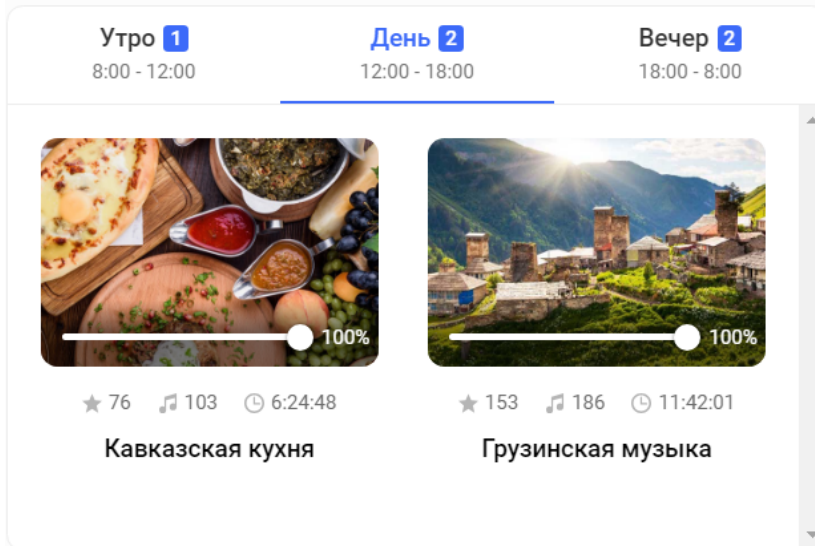 Утро 1
8:00 - 12:00
День 2
12:00 - 18:00
Вечер 2
18:00 - 8:00
100%
100%
76 103 6:24:48
153 186 11:42:01
Кавказская кухня
Грузинская музыка